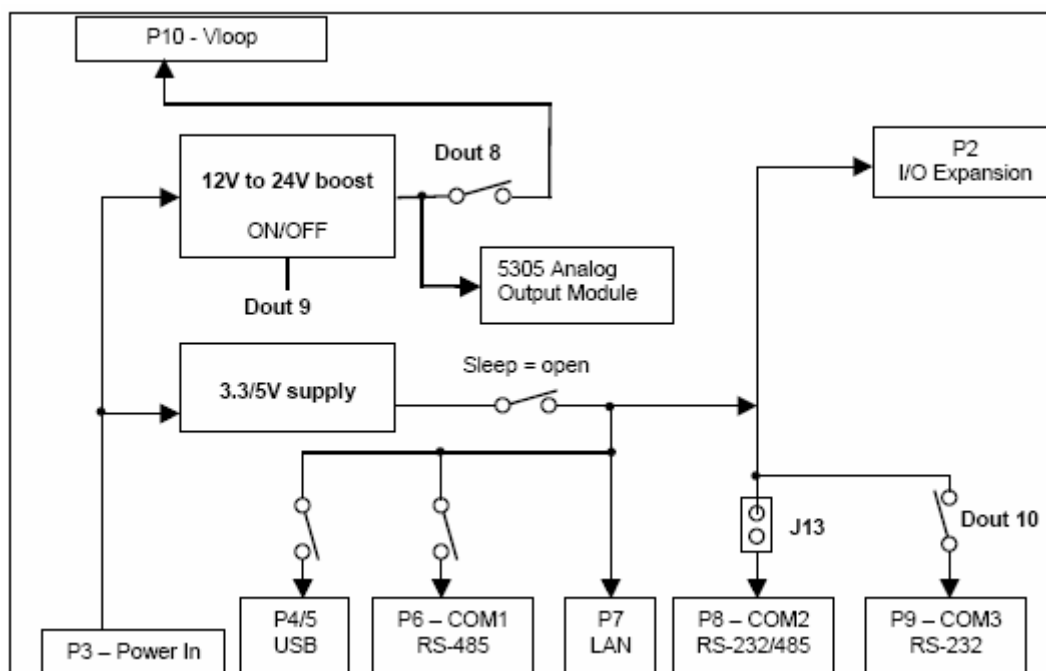 P10 - Vloop
12V to 24V boost
ON/OFF
Dout 8
Dout 9
P2
I/O Expansion
5305 Analog
Output Module
3.3/5V supply
Sleep = open
J13
Dout 10
P3 – Power In
P4/5
USB
P6 – COM1
RS-485
P7
LAN
P8 – COM2
RS-232/485
P9 – COM3
RS-232